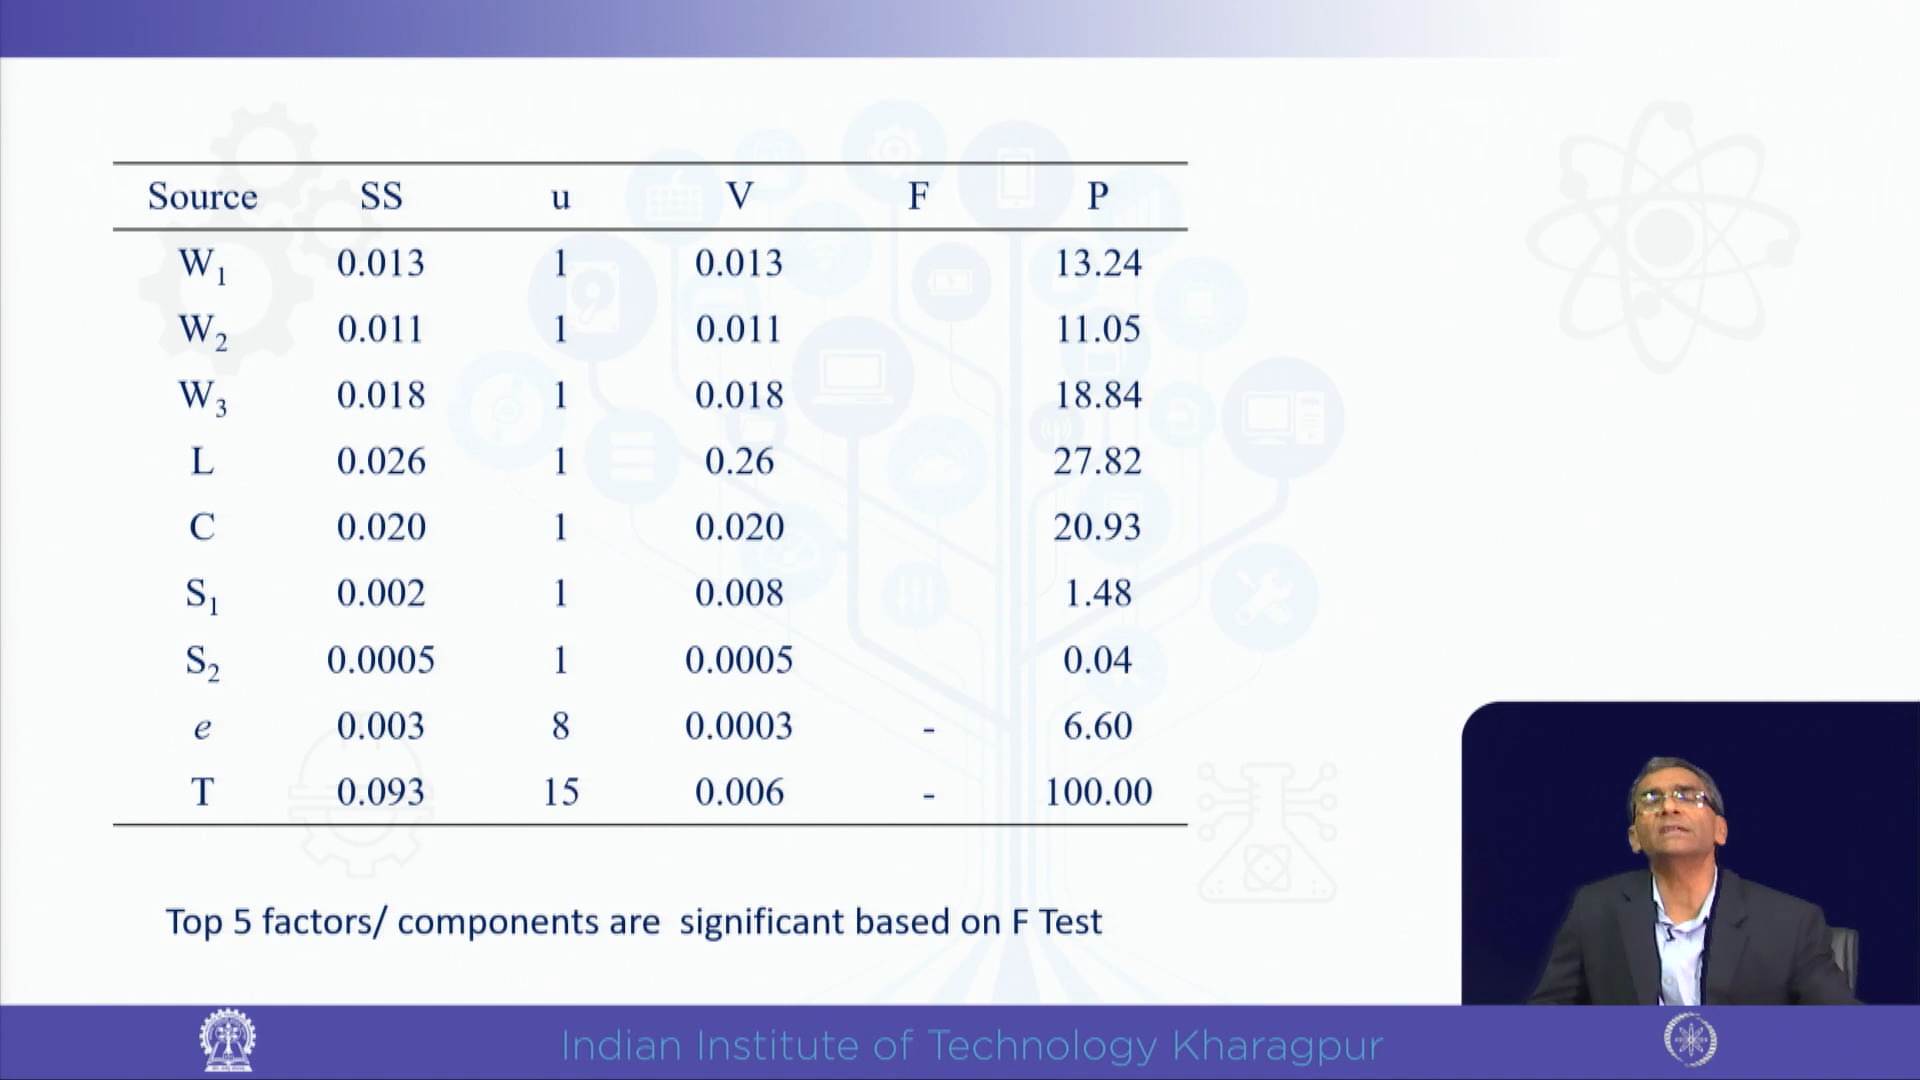 Source SS u V F P
W₁ 0.013 1 0.013 13.24
W₂ 0.011 1 0.011 11.05
W₃ 0.018 1 0.018 18.84
L 0.026 1 0.26 27.82
C 0.020 1 0.020 20.93
S₁ 0.002 1 0.008 1.48
S₂ 0.0005 1 0.0005 0.04
e 0.003 8 0.0003 - 6.60
T 0.093 15 0.006 - 100.00
Top 5 factors/ components are significant based on F Test
Indian Institute of Technology Kharagpur